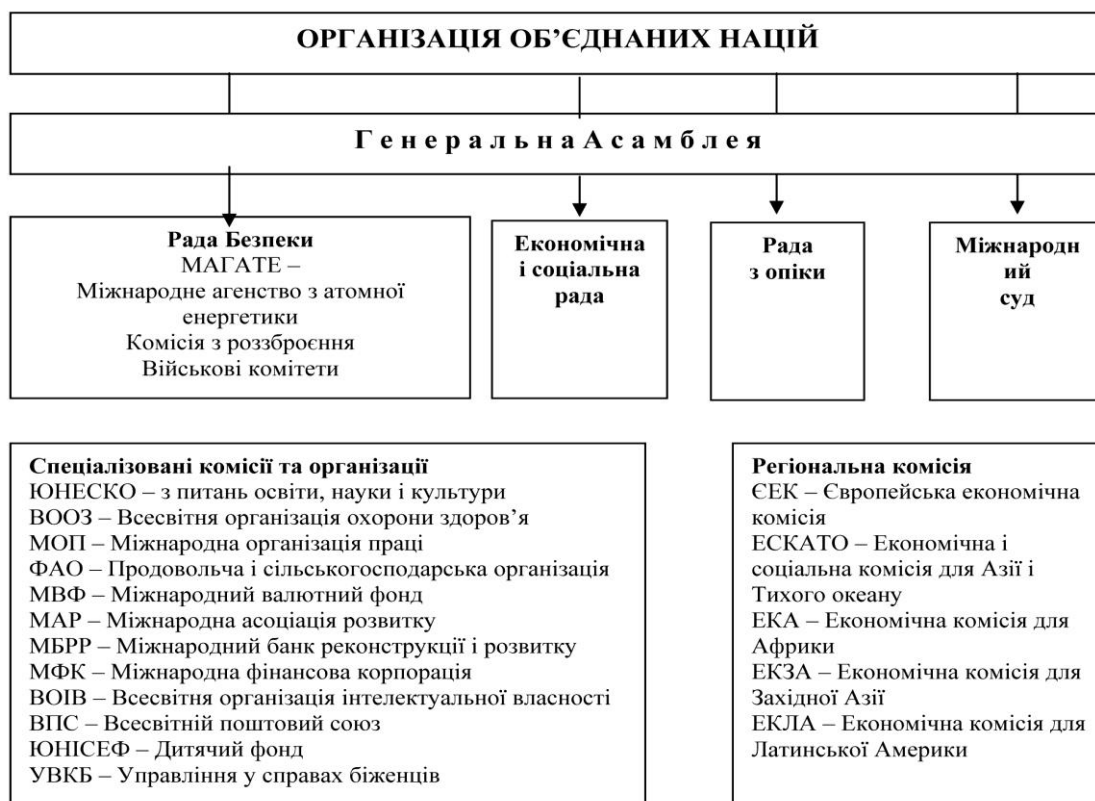 ОРГАНІЗАЦІЯ ОБ’ЄДНАНИХ НАЦІЙ
Г е н е р а л ь н а А с а м б л е я
Рада Безпеки
МАГАТЕ –
Міжнародне агенство з атомної
енергетики
Комісія з роззброєння
Військові комітети
Економічна
і соціальна
рада
Рада
з опіки
Міжнародн
ий
суд
Спеціалізовані комісії та організації
ЮНЕСКО – з питань освіти, науки і культури
ВООЗ – Всесвітня організація охорони здоров’я
МОП – Міжнародна організація праці
ФАО – Продовольча і сільськогосподарська організація
МВФ – Міжнародний валютний фонд
МАР – Міжнародна асоціація розвитку
МБРР – Міжнародний банк реконструкції і розвитку
МФК – Міжнародна фінансова корпорація
ВОІВ – Всесвітня організація інтелектуальної власності
ВПС – Всесвітній поштовий союз
ЮНІСЕФ – Дитячий фонд
УВКБ – Управління у справах біженців
Регіональна комісія
ЄЕК – Європейська економічна
комісія
ЕСКАТО – Економічна і
соціальна комісія для Азії і
Тихого океану
ЕКА – Економічна комісія для
Африки
ЕКЗА – Економічна комісія для
Західної Азії
ЕКЛА – Економічна комісія для
Латинської Америки